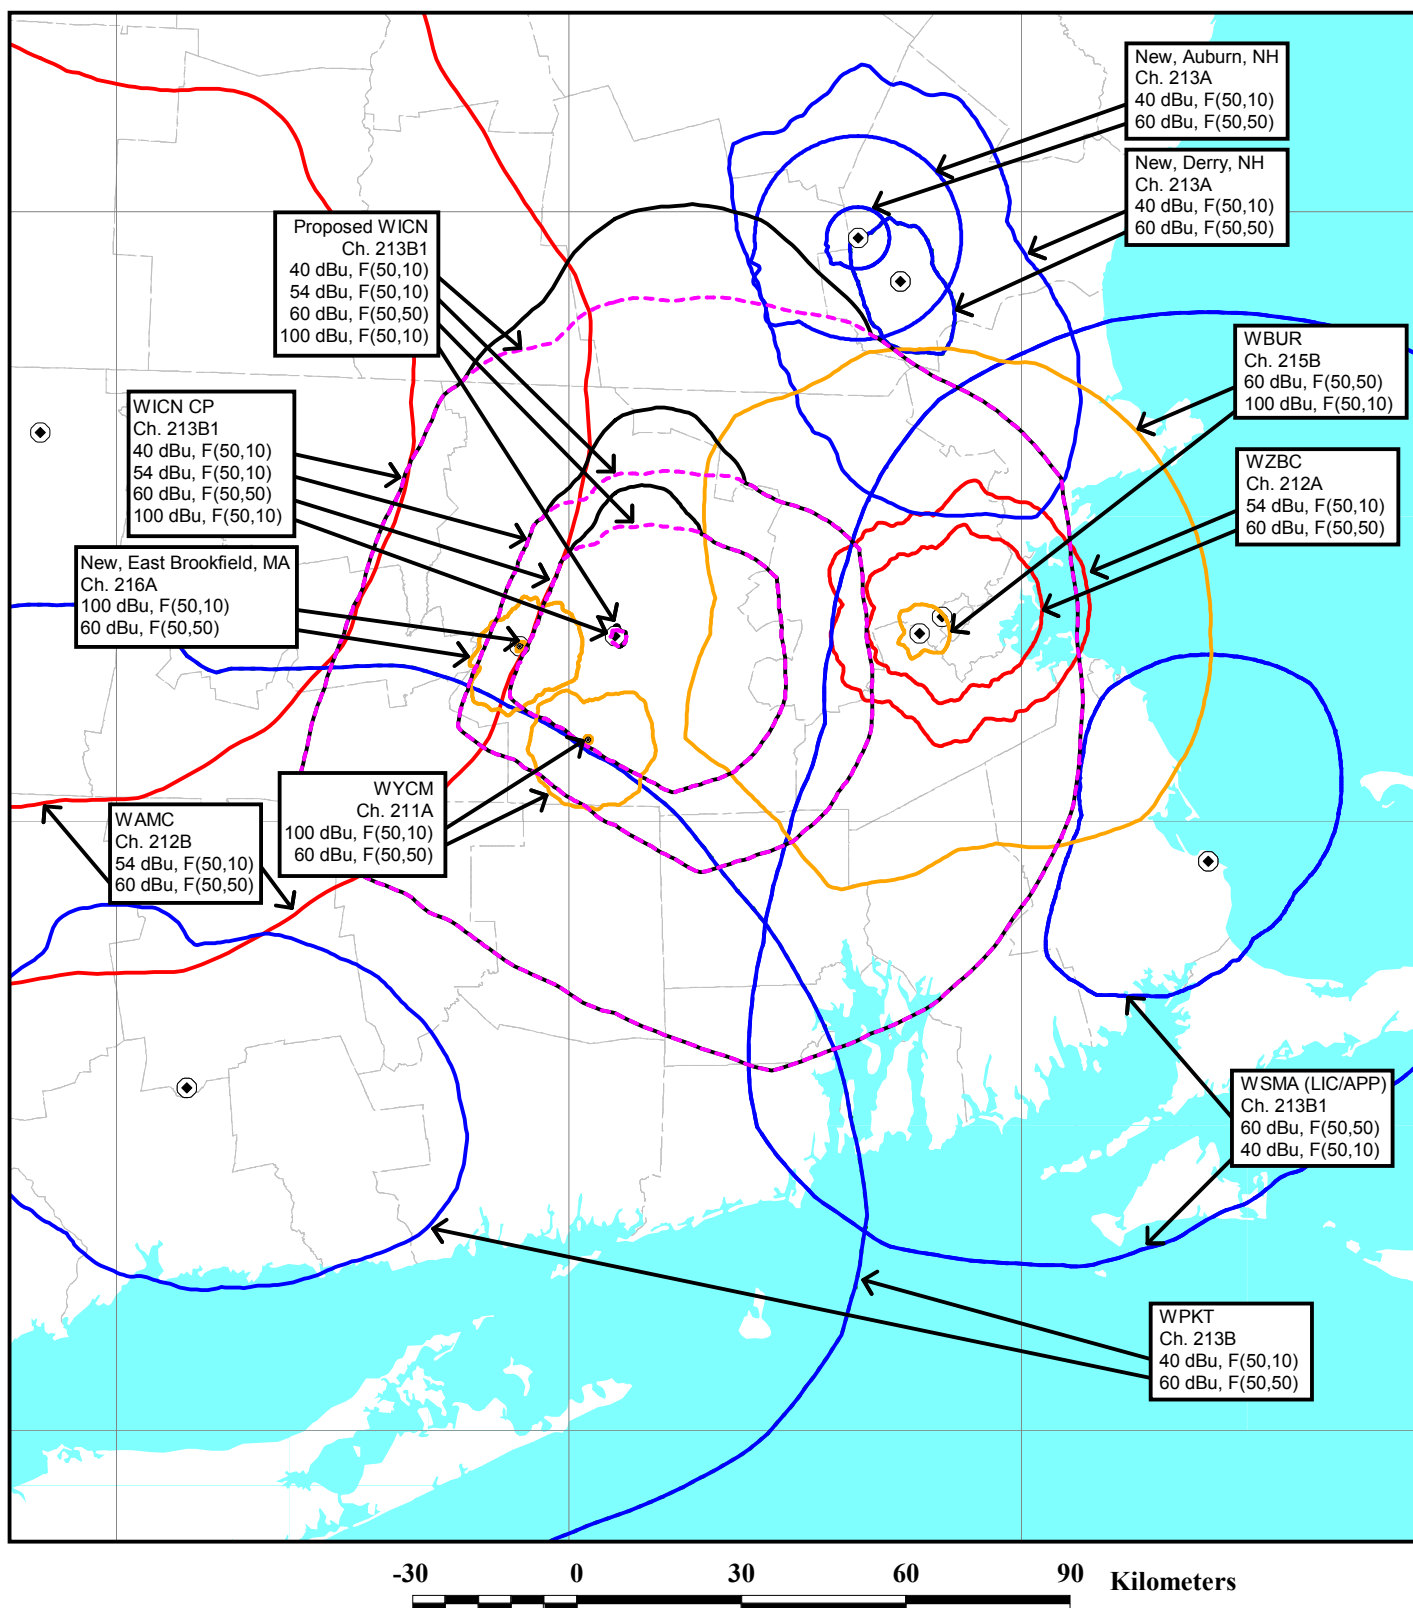 New, Auburn, NH
Ch. 213A
40 dBu, F(50,10)
60 dBu, F(50,50)
New, Derry, NH
Ch. 213A
40 dBu, F(50,10)
60 dBu, F(50,50)
Proposed WICN
Ch. 213B1
40 dBu, F(50,10)
54 dBu, F(50,10)
60 dBu, F(50,50)
100 dBu, F(50,10)
WBUR
Ch. 215B
60 dBu, F(50,50)
100 dBu, F(50,10)
WICN CP
Ch. 213B1
40 dBu, F(50,10)
54 dBu, F(50,10)
60 dBu, F(50,50)
100 dBu, F(50,10)
WZBC
Ch. 212A
54 dBu, F(50,10)
60 dBu, F(50,50)
New, East Brookfield, MA
Ch. 216A
100 dBu, F(50,10)
60 dBu, F(50,50)
WYCM
Ch. 211A
100 dBu, F(50,10)
60 dBu, F(50,50)
WAMC
Ch. 212B
54 dBu, F(50,10)
60 dBu, F(50,50)
WSMA (LIC/APP)
Ch. 213B1
60 dBu, F(50,50)
40 dBu, F(50,10)
WPKT
Ch. 213B
40 dBu, F(50,10)
60 dBu, F(50,50)
-30 0 30 60 90 Kilometers